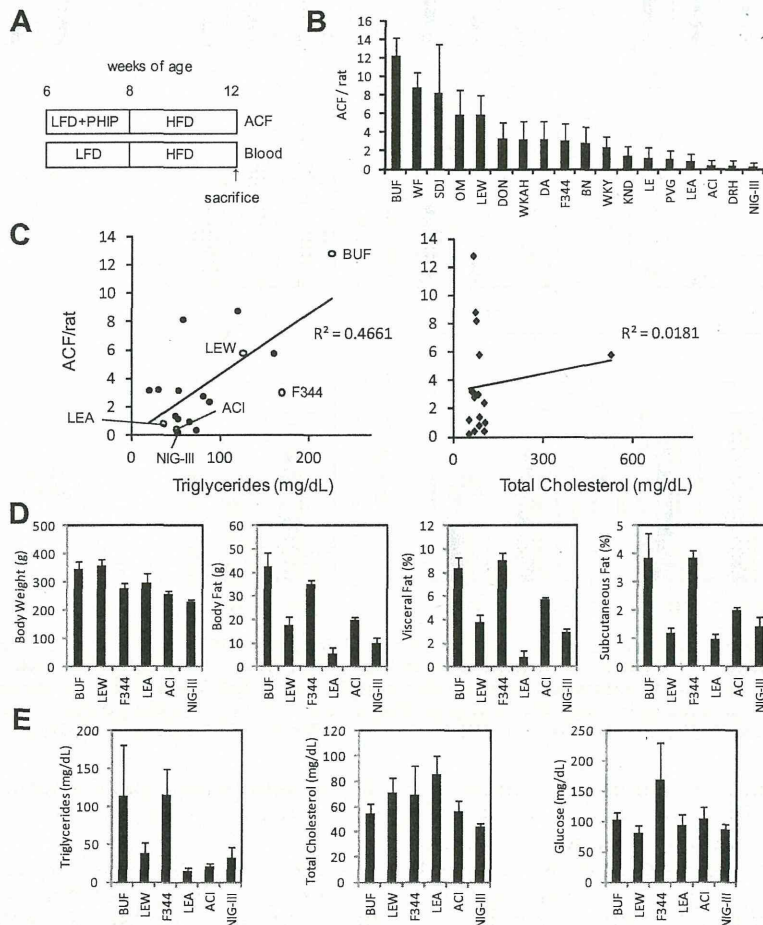 A
weeks of age
6 8 12
LFD+PHIP HFD ACF
LFD HFD Blood
↑
sacrifice
B
ACF / rat
16
14
12
10
8
6
4
2
0
BUF WF SDJ OM LEW DON WKAH DA F344 BN WKY KND LE PVG LEA ACI DRH NIG-III
C
ACF/rat
14
12
10
8
6
4
2
0
BUF
R² = 0.4661
LEW
F344
LEA
ACI
NIG-III
0 100 200
Triglycerides (mg/dL)
14
12
10
8
6
4
2
0
R² = 0.0181
0 300 600
Total Cholesterol (mg/dL)
D
Body Weight (g)
500
400
300
200
100
0
BUF LEW F344 LEA ACI NIG-III
Body Fat (g)
60
50
40
30
20
10
0
BUF LEW F344 LEA ACI NIG-III
Visceral Fat (%)
12
10
8
6
4
2
0
BUF LEW F344 LEA ACI NIG-III
Subcutaneous Fat (%)
5
4
3
2
1
0
BUF LEW F344 LEA ACI NIG-III
E
Triglycerides (mg/dL)
200
150
100
50
0
BUF LEW F344 LEA ACI NIG-III
Total Cholesterol (mg/dL)
120
100
80
60
40
20
0
BUF LEW F344 LEA ACI NIG-III
Glucose (mg/dL)
250
200
150
100
50
0
BUF LEW F344 LEA ACI NIG-III